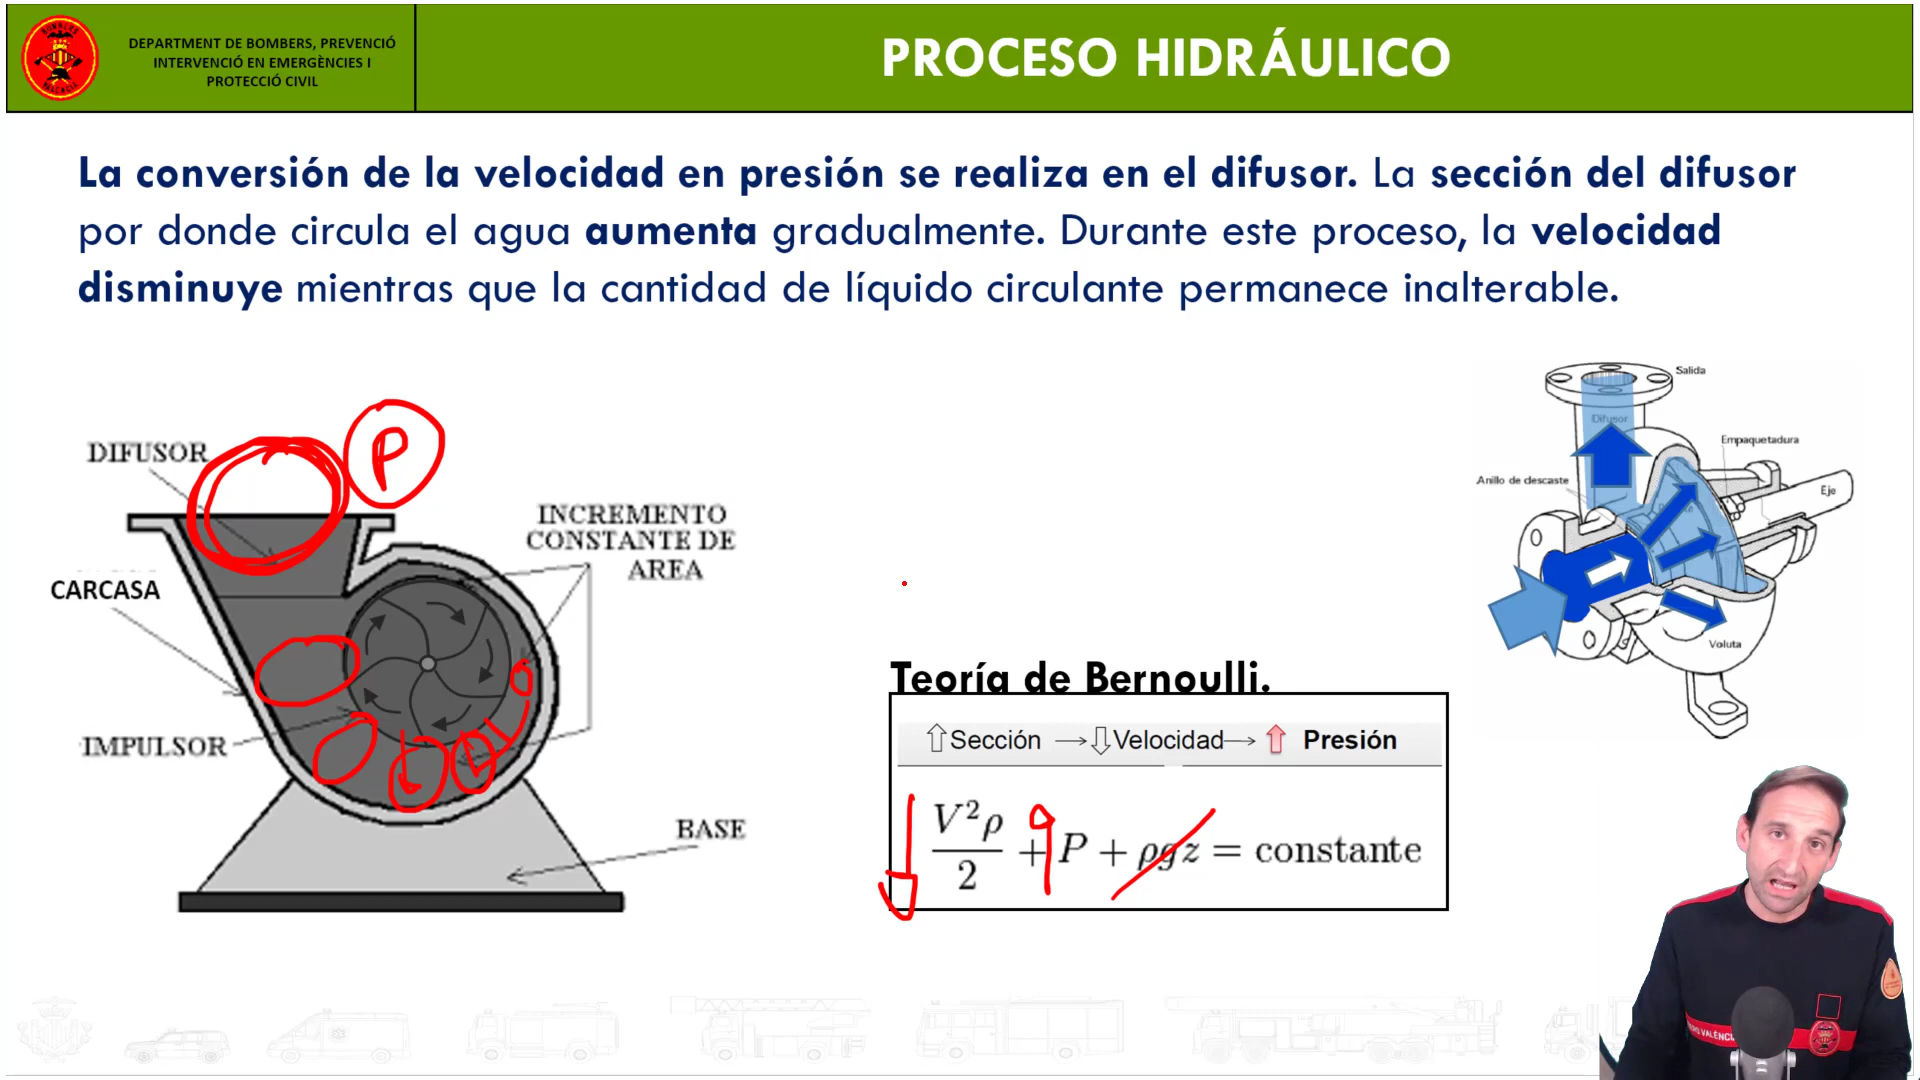 BOMBERS
VALENCIA
DEPARTMENT DE BOMBERS, PREVENCIÓ
INTERVENCIÓ EN EMERGÈNCIES I
PROTECCIÓ CIVIL
PROCESO HIDRÁULICO
La conversión de la velocidad en presión se realiza en el difusor. La sección del difusor
por donde circula el agua aumenta gradualmente. Durante este proceso, la velocidad
disminuye mientras que la cantidad de líquido circulante permanece inalterable.
DIFUSOR
P
INCREMENTO
CONSTANTE DE
AREA
CARCASA
IMPULSOR
BASE
Salida
Difusor
Empaquetadura
Anillo de descaste
Eje
Voluta
Teoría de Bernoulli.
⇧Sección →⇩Velocidad→ ⇧ Presión
V²ρ/2 + P + ρgz = constante